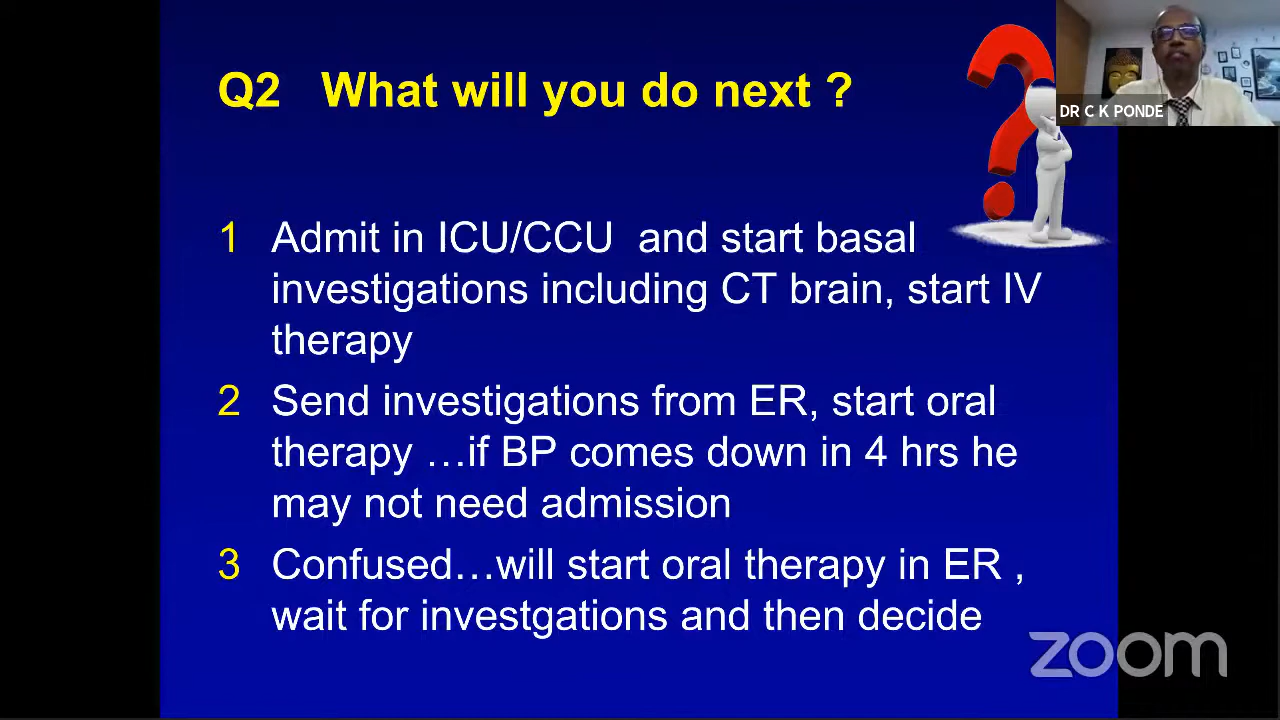 Q2 What will you do next ?
DR C K PONDE
1 Admit in ICU/CCU and start basal
investigations including CT brain, start IV
therapy
2 Send investigations from ER, start oral
therapy …if BP comes down in 4 hrs he
may not need admission
3 Confused…will start oral therapy in ER ,
wait for investgations and then decide
zoom